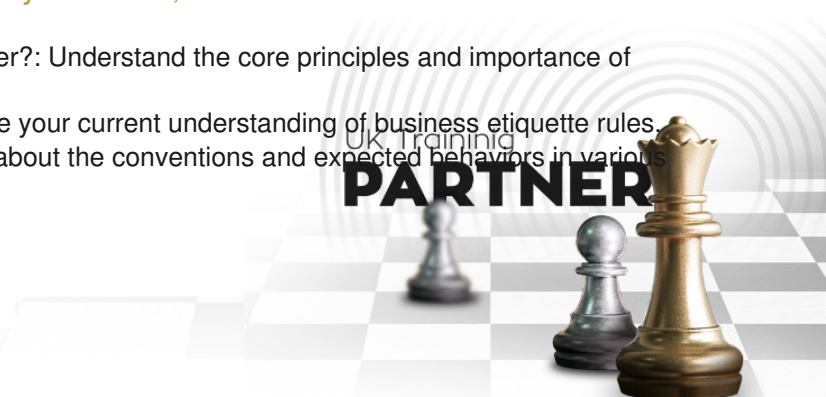 er?: Understand the core principles and importance of
e your current understanding of business etiquette rules.
UK Training
about the conventions and expected behaviors in various
PARTNER